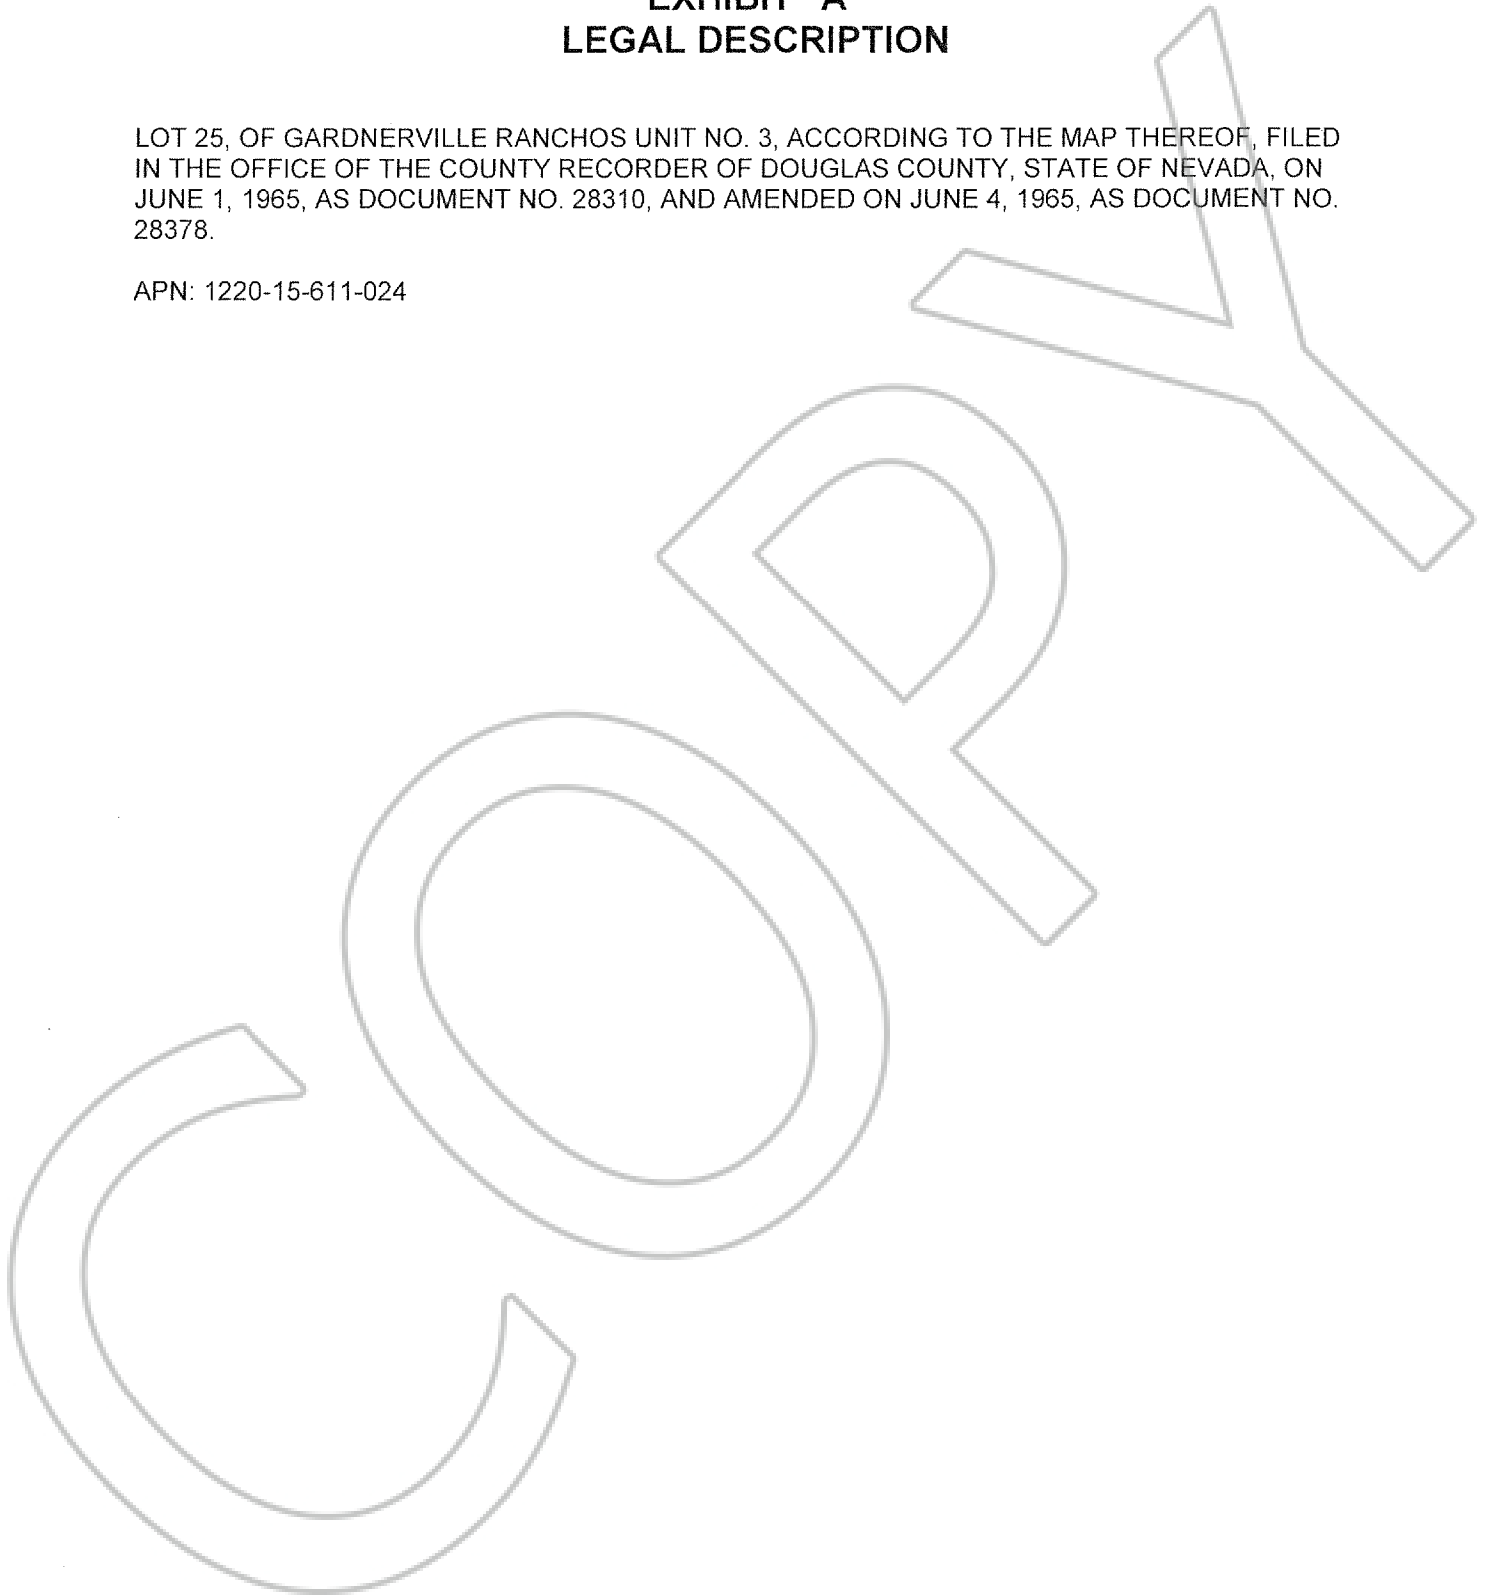 EXHIBIT "A"
LEGAL DESCRIPTION
LOT 25, OF GARDNERVILLE RANCHOS UNIT NO. 3, ACCORDING TO THE MAP THEREOF, FILED
IN THE OFFICE OF THE COUNTY RECORDER OF DOUGLAS COUNTY, STATE OF NEVADA, ON
JUNE 1, 1965, AS DOCUMENT NO. 28310, AND AMENDED ON JUNE 4, 1965, AS DOCUMENT NO.
28378.
APN: 1220-15-611-024
COPY